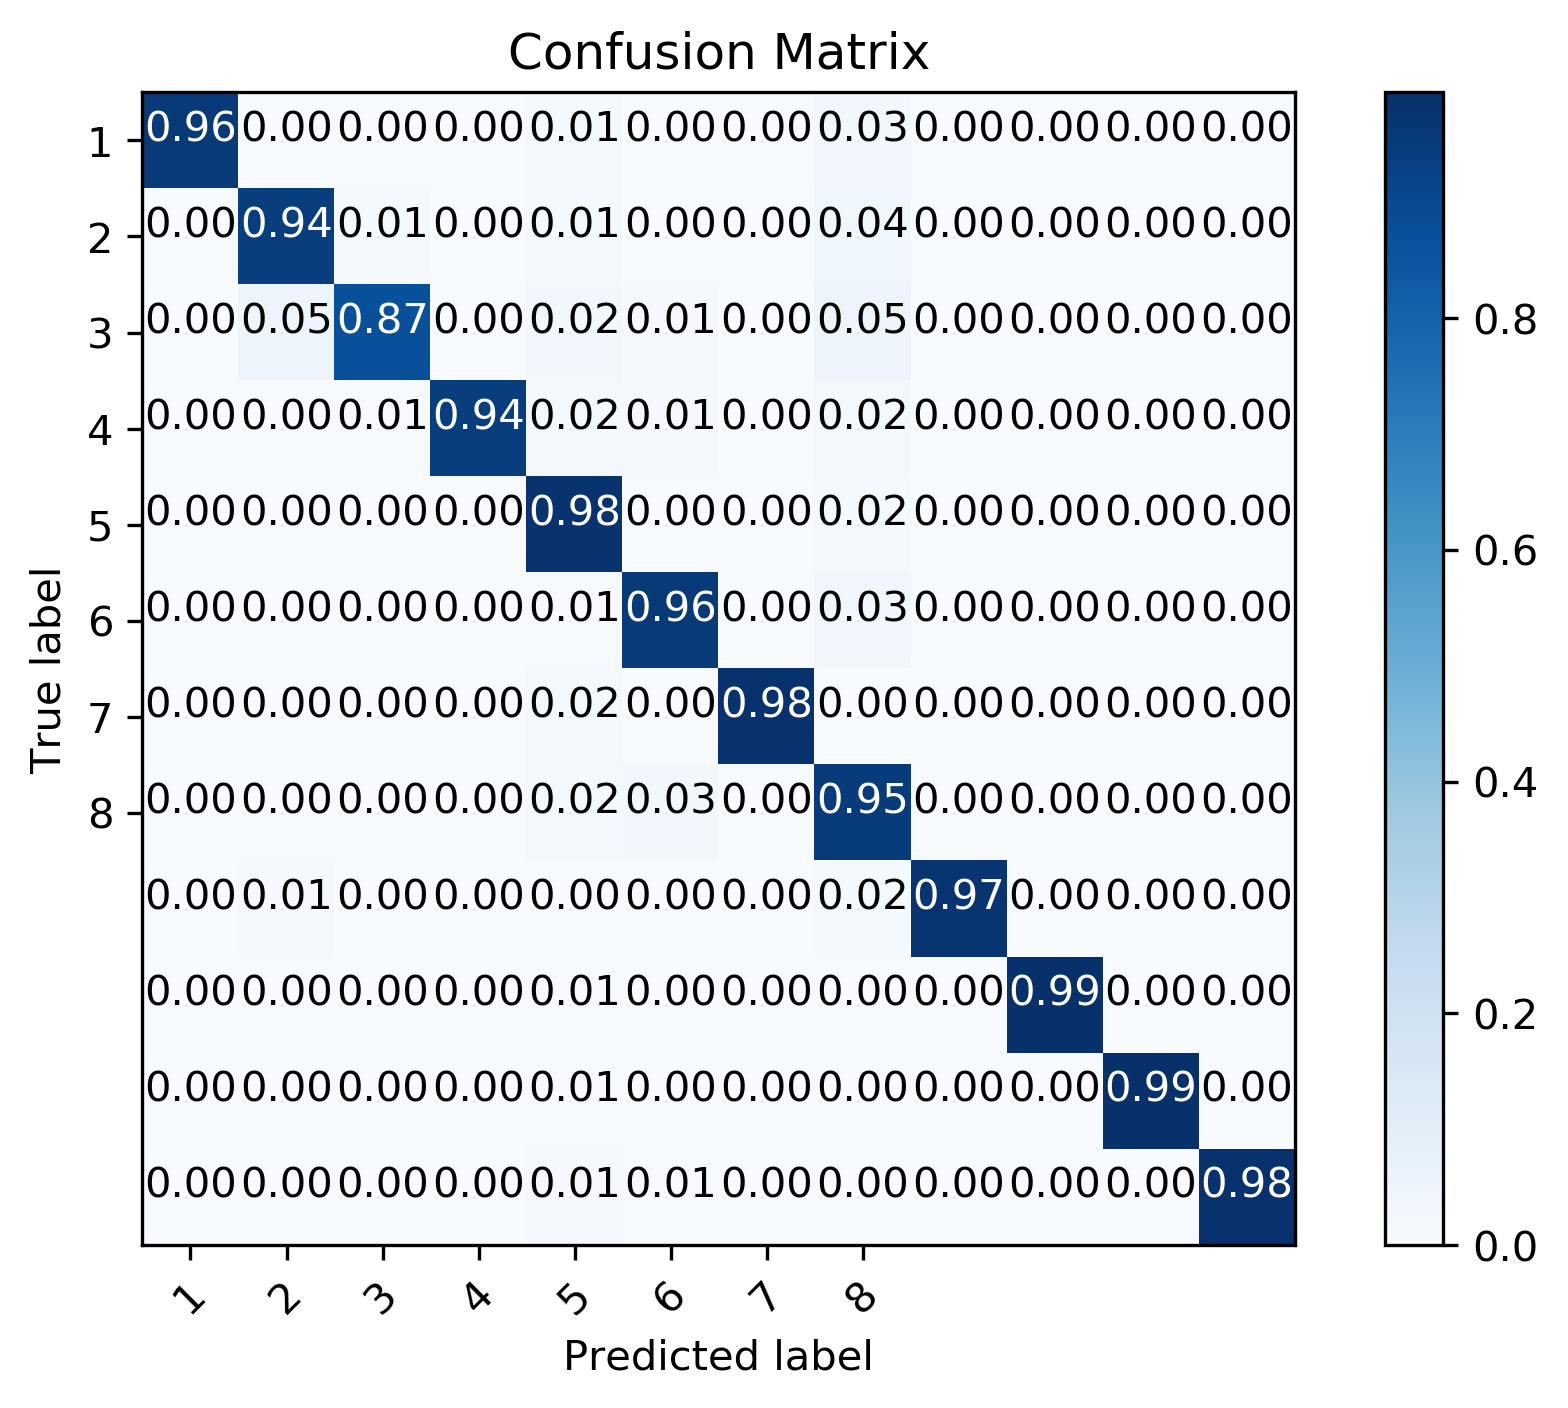 Confusion Matrix
1 0.96 0.00 0.00 0.00 0.01 0.00 0.00 0.03 0.00 0.00 0.00 0.00
2 0.00 0.94 0.01 0.00 0.01 0.00 0.00 0.04 0.00 0.00 0.00 0.00
3 0.00 0.05 0.87 0.00 0.02 0.01 0.00 0.05 0.00 0.00 0.00 0.00
4 0.00 0.00 0.01 0.94 0.02 0.01 0.00 0.02 0.00 0.00 0.00 0.00
5 0.00 0.00 0.00 0.00 0.98 0.00 0.00 0.02 0.00 0.00 0.00 0.00
6 0.00 0.00 0.00 0.00 0.01 0.96 0.00 0.03 0.00 0.00 0.00 0.00
7 0.00 0.00 0.00 0.00 0.02 0.00 0.98 0.00 0.00 0.00 0.00 0.00
8 0.00 0.00 0.00 0.00 0.02 0.03 0.00 0.95 0.00 0.00 0.00 0.00
0.00 0.01 0.00 0.00 0.00 0.00 0.00 0.02 0.97 0.00 0.00 0.00
0.00 0.00 0.00 0.00 0.01 0.00 0.00 0.00 0.00 0.99 0.00 0.00
0.00 0.00 0.00 0.00 0.01 0.00 0.00 0.00 0.00 0.00 0.99 0.00
0.00 0.00 0.00 0.00 0.01 0.01 0.00 0.00 0.00 0.00 0.00 0.98
1 2 3 4 5 6 7 8
Predicted label
True label
0.8
0.6
0.4
0.2
0.0